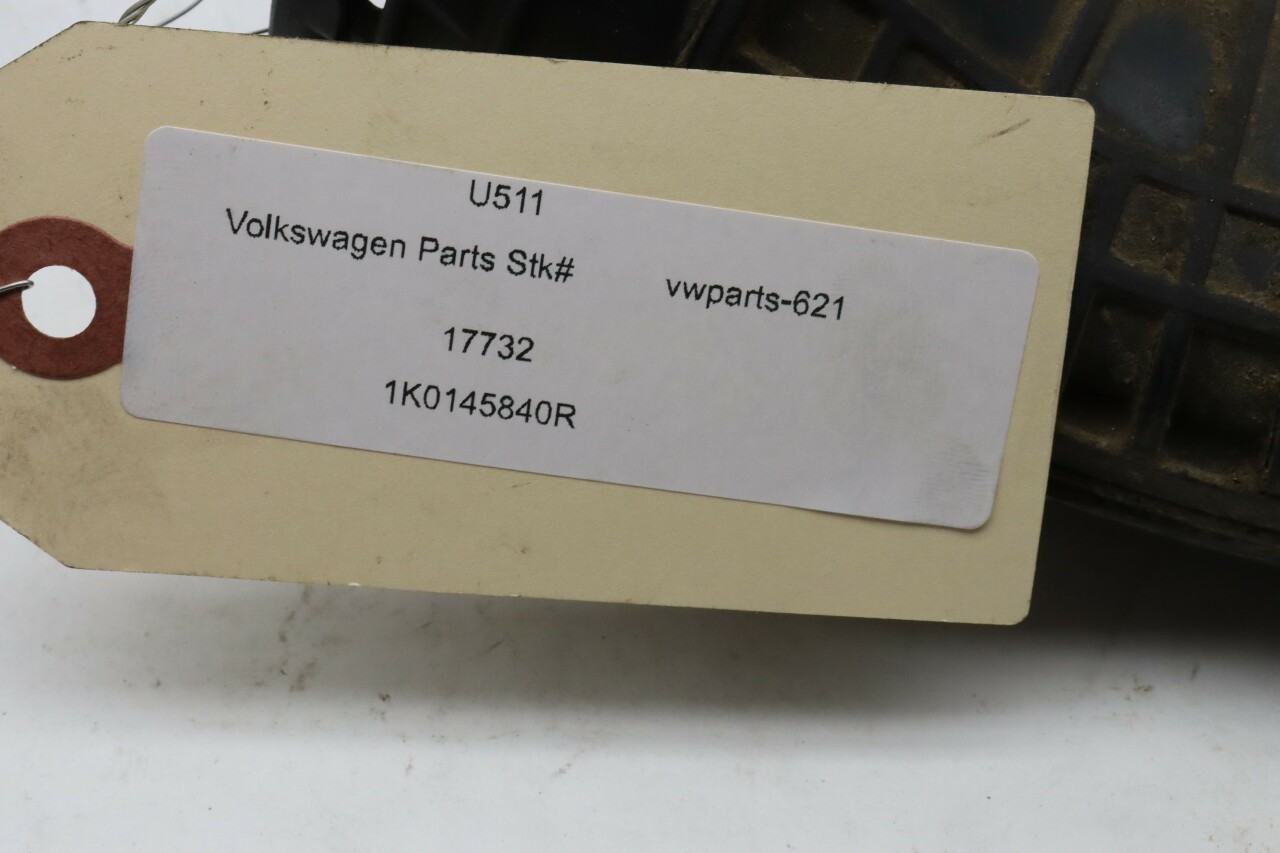 U511
Volkswagen Parts Stk# vwparts-621
17732
1K0145840R